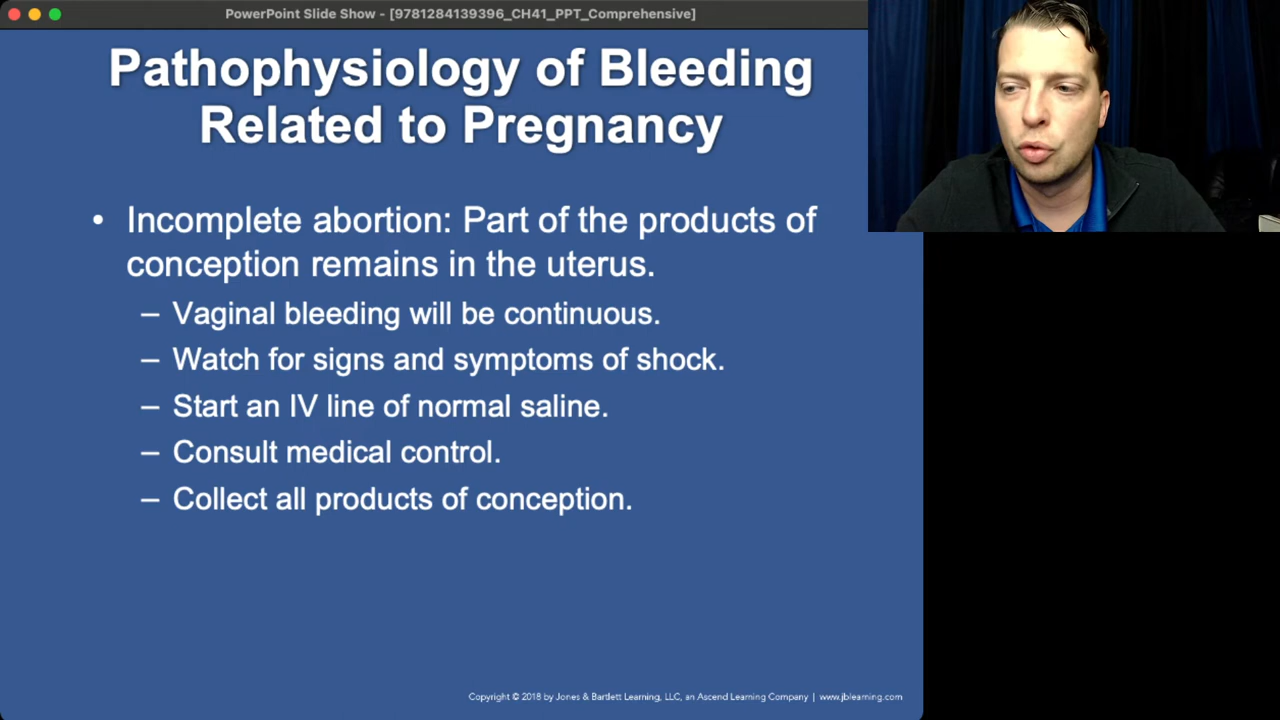 PowerPoint Slide Show - [9781284139396_CH41_PPT_Comprehensive]
Pathophysiology of Bleeding
Related to Pregnancy
• Incomplete abortion: Part of the products of
conception remains in the uterus.
– Vaginal bleeding will be continuous.
– Watch for signs and symptoms of shock.
– Start an IV line of normal saline.
– Consult medical control.
– Collect all products of conception.
Copyright © 2018 by Jones & Bartlett Learning, LLC, an Ascend Learning Company | www.jblearning.com